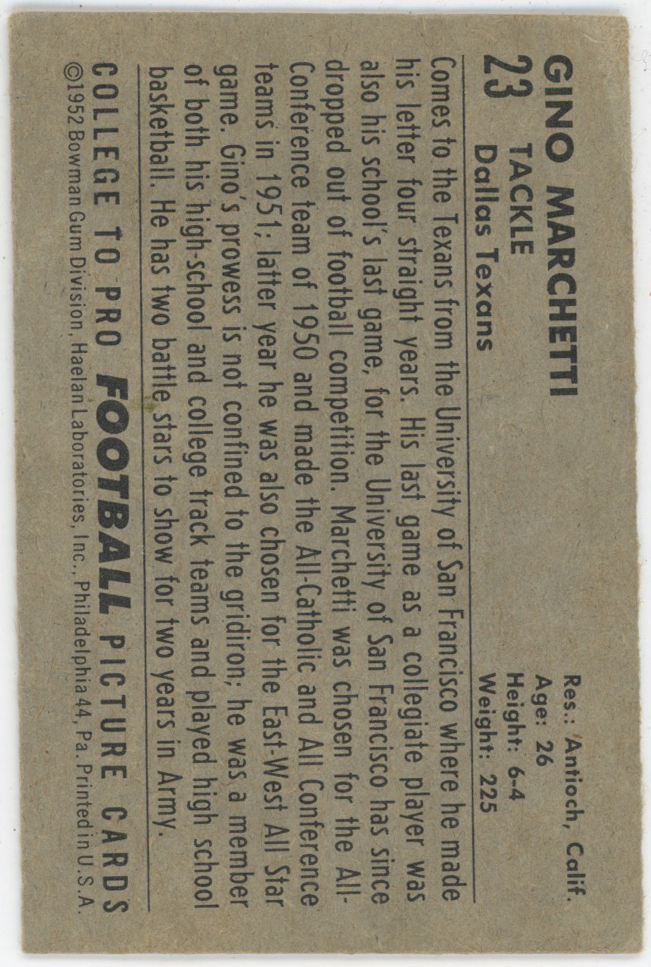 GINO MARCHETTI
23 TACKLE
Dallas Texans
Res.: Antioch, Calif.
Age: 26
Height: 6-4
Weight: 225
Comes to the Texans from the University of San Francisco where he made
his letter four straight years. His last game as a collegiate player was
also his school's last game, for the University of San Francisco has since
dropped out of football competition. Marchetti was chosen for the All-
Conference team of 1950 and made the All-Catholic and All Conference
teams in 1951; latter year he was also chosen for the East-West All Star
game. Gino's prowess is not confined to the gridiron; he was a member
of both his high-school and college track teams and played high school
basketball. He has two battle stars to show for two years in Army.
COLLEGE TO PRO FOOTBALL PICTURE CARDS
©1952 Bowman Gum Division, Haelan Laboratories, Inc., Philadelphia 44, Pa. Printed in U.S.A.